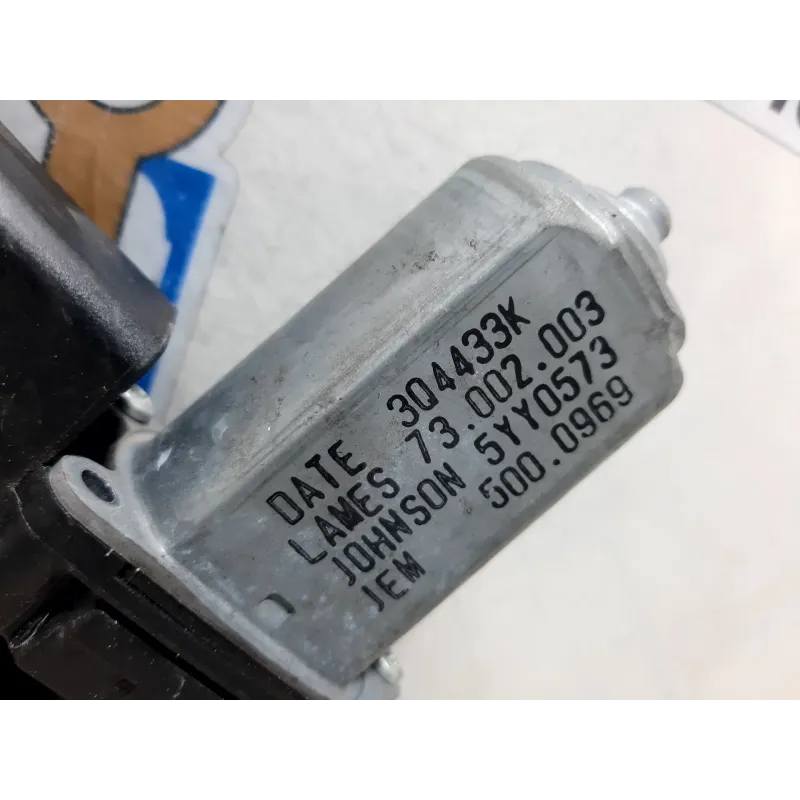 DATE 3Q4433K
LAMES 73.002.003
JOHNSON 5YY0573
JEM 500.0969